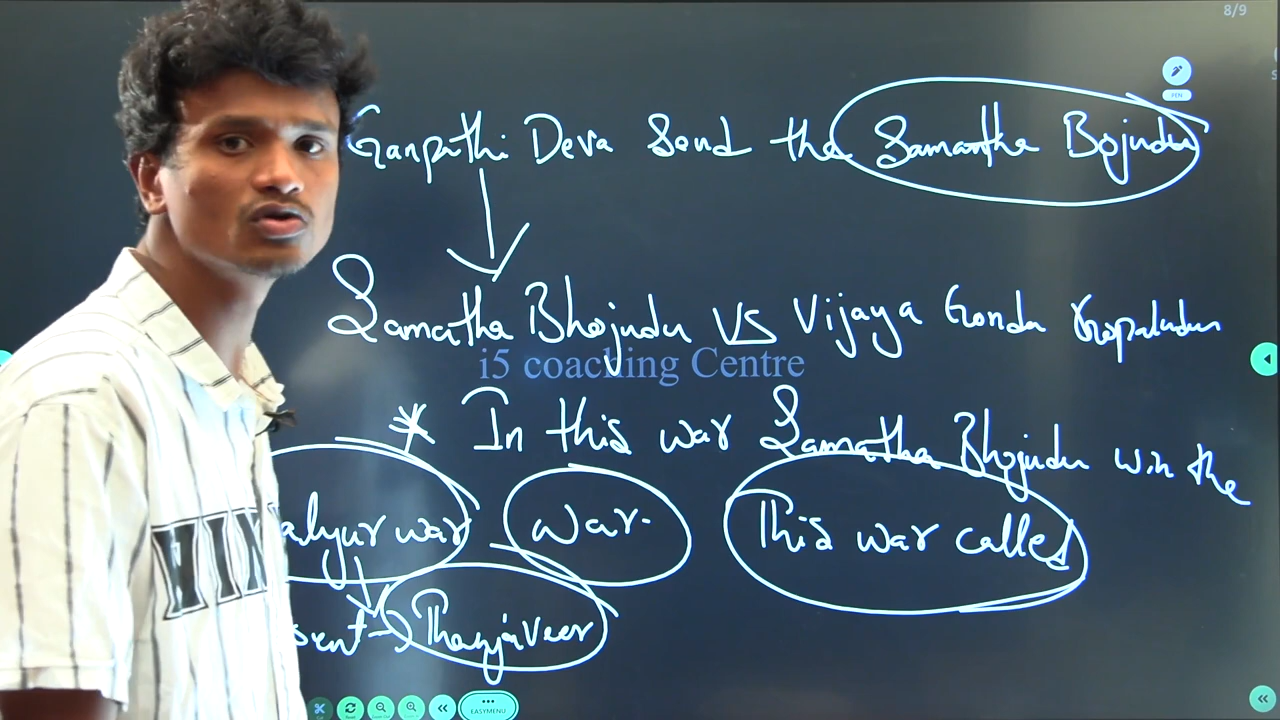 8/9
PEN
Ganpathi Deva Send the Samantha Bojudu
Samatha Bhojudu VS Vijaya Gonda Gopaludu
i5 coaching Centre
* In this war Samatha Bhojudu win the
alyur war war. This war called
sent → Thanjaveer
EASYMENU